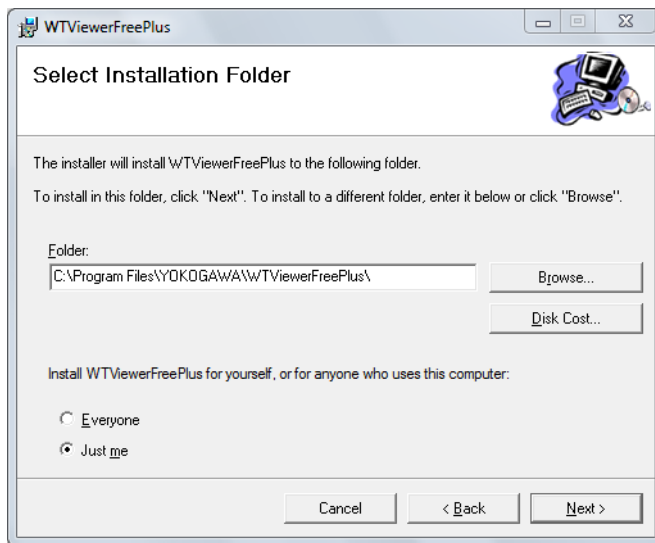 WTViewerFreePlus
Select Installation Folder
The installer will install WTViewerFreePlus to the following folder.
To install in this folder, click "Next". To install to a different folder, enter it below or click "Browse".
Folder:
C:\Program Files\YOKOGAWA\WTViewerFreePlus\
Browse...
Disk Cost...
Install WTViewerFreePlus for yourself, or for anyone who uses this computer:
Everyone
Just me
Cancel
< Back
Next >